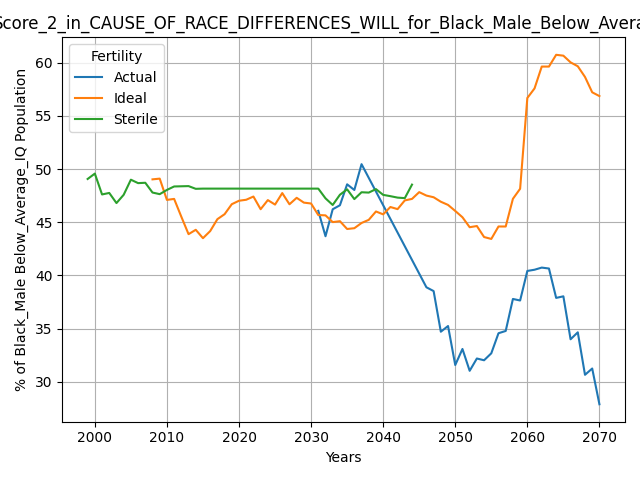 Score_2_in_CAUSE_OF_RACE_DIFFERENCES_WILL_for_Black_Male_Below_Avera
% of Black_Male Below_Average_IQ Population
Fertility
Actual
Ideal
Sterile
60
55
50
45
40
35
30
2000
2010
2020
2030
2040
2050
2060
2070
Years